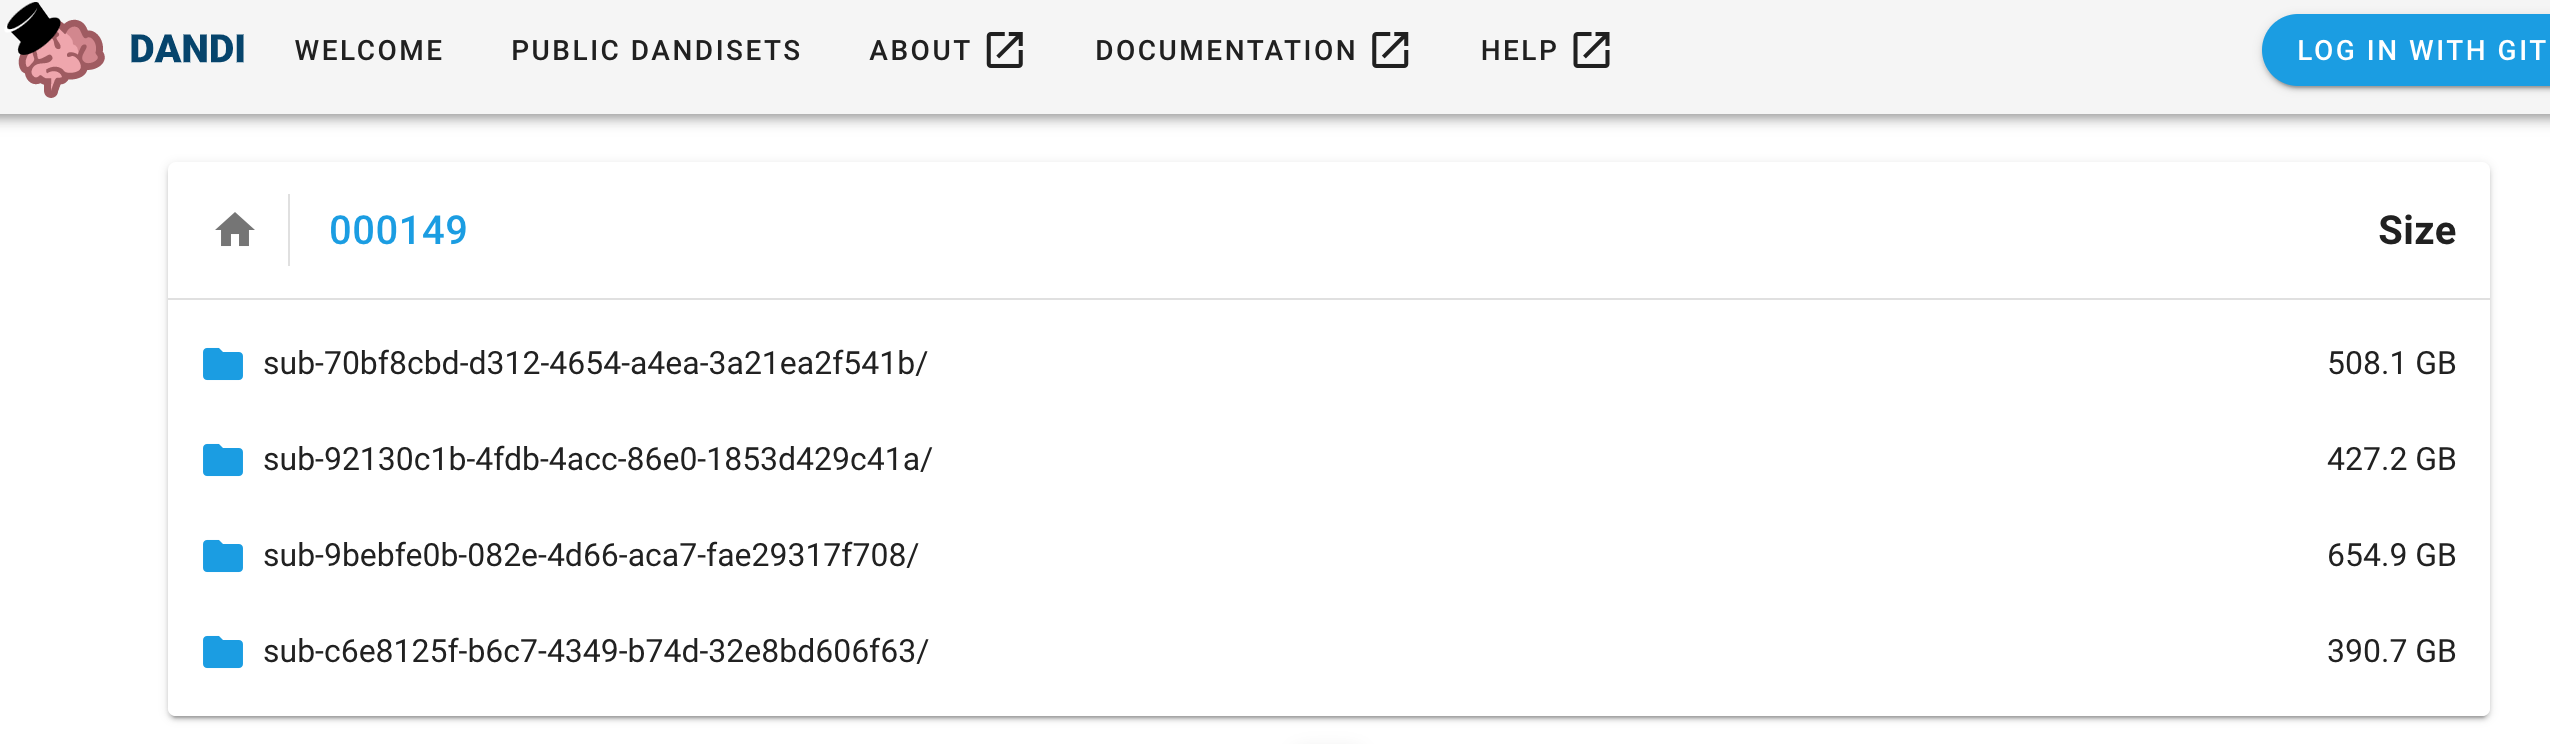 DANDI WELCOME PUBLIC DANDISETS ABOUT DOCUMENTATION HELP LOG IN WITH GIT
000149 Size
sub-70bf8cbd-d312-4654-a4ea-3a21ea2f541b/ 508.1 GB
sub-92130c1b-4fdb-4acc-86e0-1853d429c41a/ 427.2 GB
sub-9bebfe0b-082e-4d66-aca7-fae29317f708/ 654.9 GB
sub-c6e8125f-b6c7-4349-b74d-32e8bd606f63/ 390.7 GB